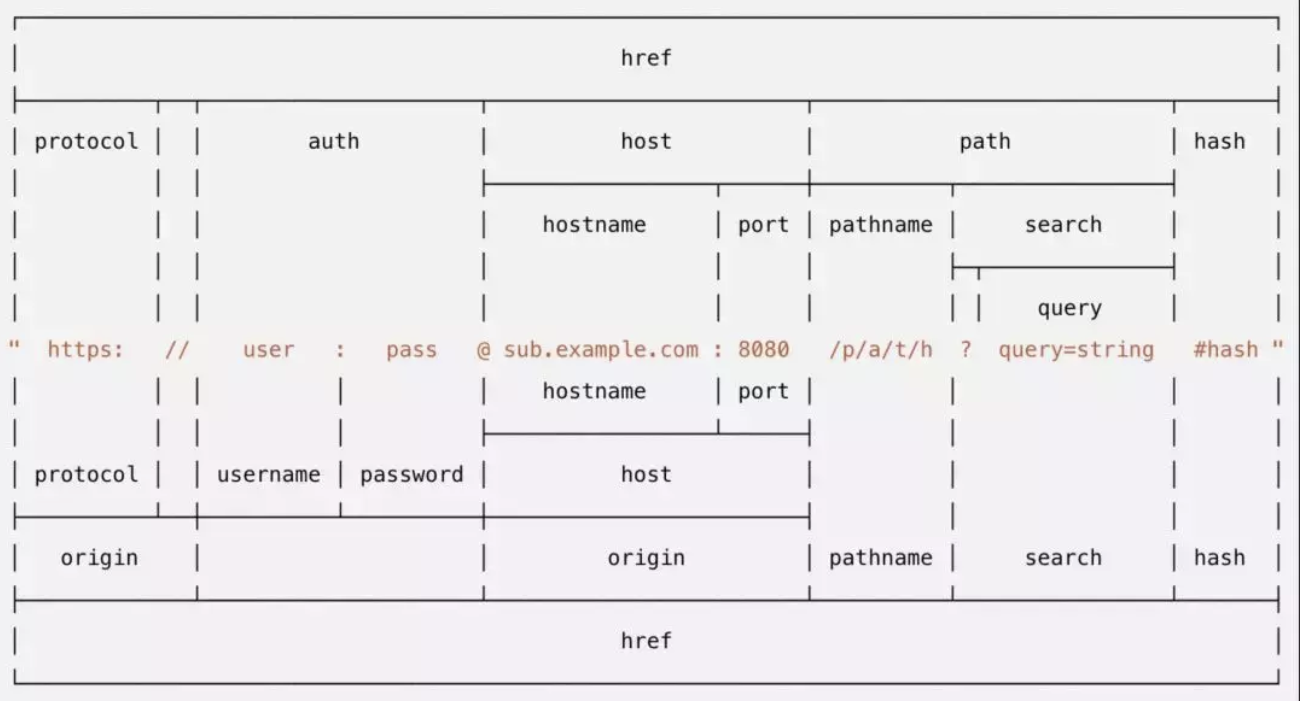 href
protocol auth host path hash
hostname port pathname search
query
" https: // user : pass @ sub.example.com : 8080 /p/a/t/h ? query=string #hash "
hostname port
protocol username password host
origin origin pathname search hash
href